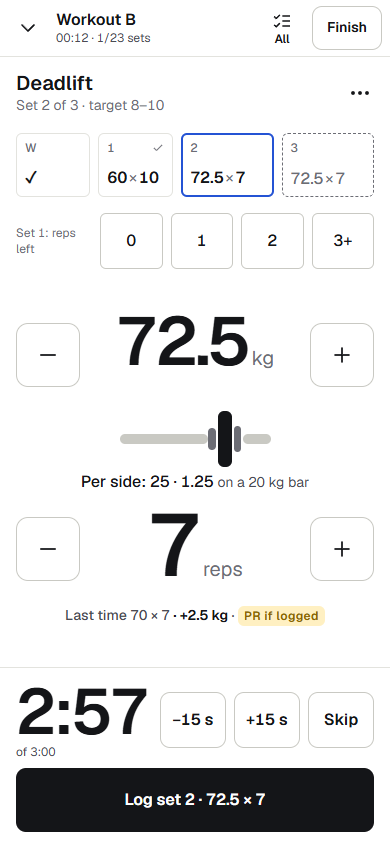 Workout B
00:12 · 1/23 sets
All
Finish
Deadlift
Set 2 of 3 · target 8–10
W
✓
1 ✓
60×10
2
72.5×7
3
72.5×7
Set 1: reps
left
0
1
2
3+
−
72.5 kg
+
Per side: 25 · 1.25 on a 20 kg bar
−
7 reps
+
Last time 70 × 7 · +2.5 kg · PR if logged
2:57
of 3:00
−15 s
+15 s
Skip
Log set 2 · 72.5 × 7